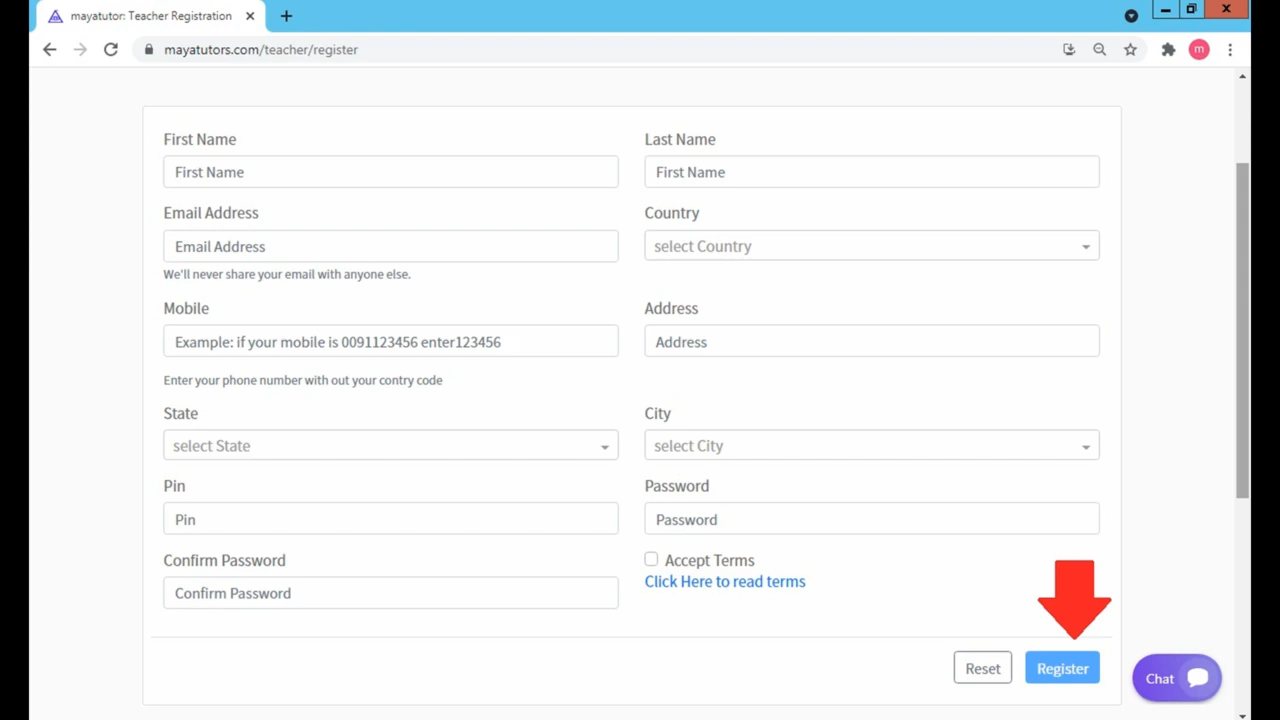 mayatutor: Teacher Registration
mayatutors.com/teacher/register
m
First Name
Last Name
First Name
First Name
Email Address
Country
Email Address
select Country
We'll never share your email with anyone else.
Mobile
Address
Example: if your mobile is 0091123456 enter123456
Address
Enter your phone number with out your contry code
State
City
select State
select City
Pin
Password
Pin
Password
Confirm Password
Accept Terms
Click Here to read terms
Confirm Password
Reset
Register
Chat